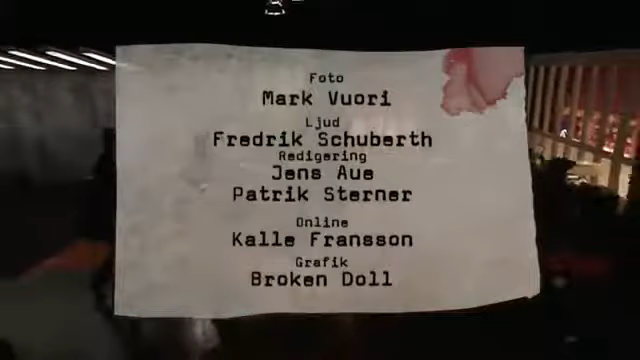 Foto
Mark Vuori
Ljud
Fredrik Schuberth
Redigering
Jens Aue
Patrik Sterner
Online
Kalle Fransson
Grafik
Broken Doll